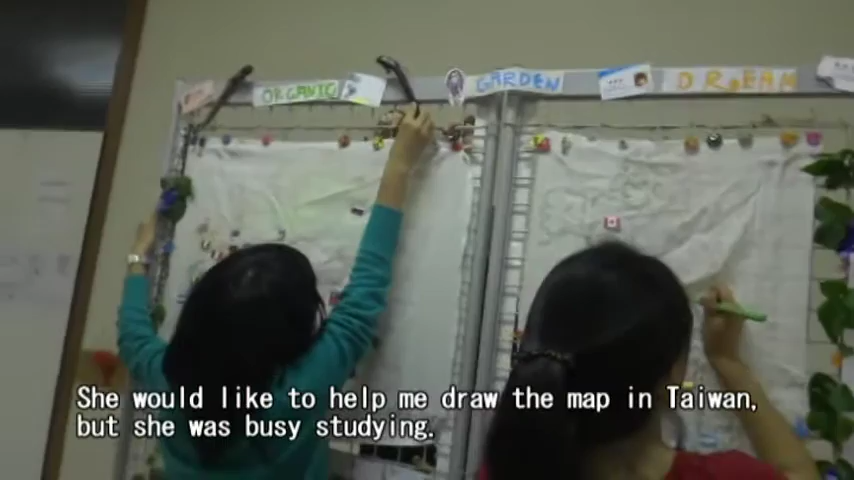 ORGANIC
GARDEN
DREAM
She would like to help me draw the map in Taiwan,
but she was busy studying.